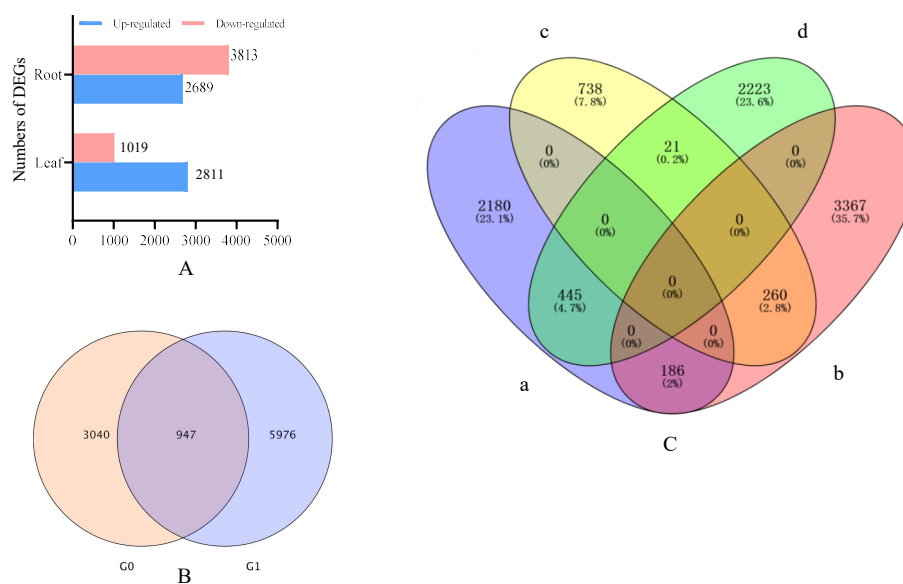 Up-regulated Down-regulated
Numbers of DEGs
Root
3813
2689
Leaf
1019
2811
0 1000 2000 3000 4000 5000
A
3040 947 5976
G0 G1
B
c d
738
(7.8%)
2223
(23.6%)
0
(0%)
21
(0.2%)
0
(0%)
2180
(23.1%)
0
(0%)
0
(0%)
3367
(35.7%)
445
(4.7%)
0
(0%)
260
(2.8%)
0
(0%)
0
(0%)
186
(2%)
a b
C